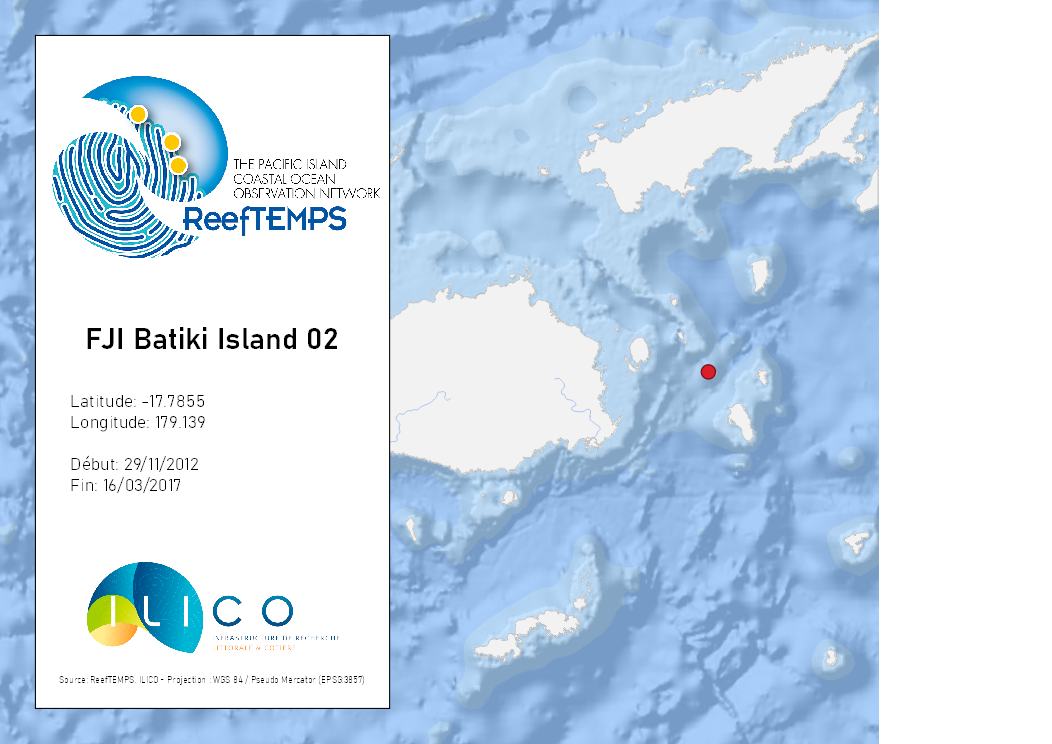 THE PACIFIC ISLAND
COASTAL OCEAN
OBSERVATION NETWORK
ReefTEMPS
FJI Batiki Island 02
Latitude: -17.7855
Longitude: 179.139
Début: 29/11/2012
Fin: 16/03/2017
ILICO
INFRASTRUCTURE DE RECHERCHE
LITTORALE & COTIERE
Source: ReefTEMPS, ILICO - Projection : WGS 84 / Pseudo Mercator (EPSG:3857)